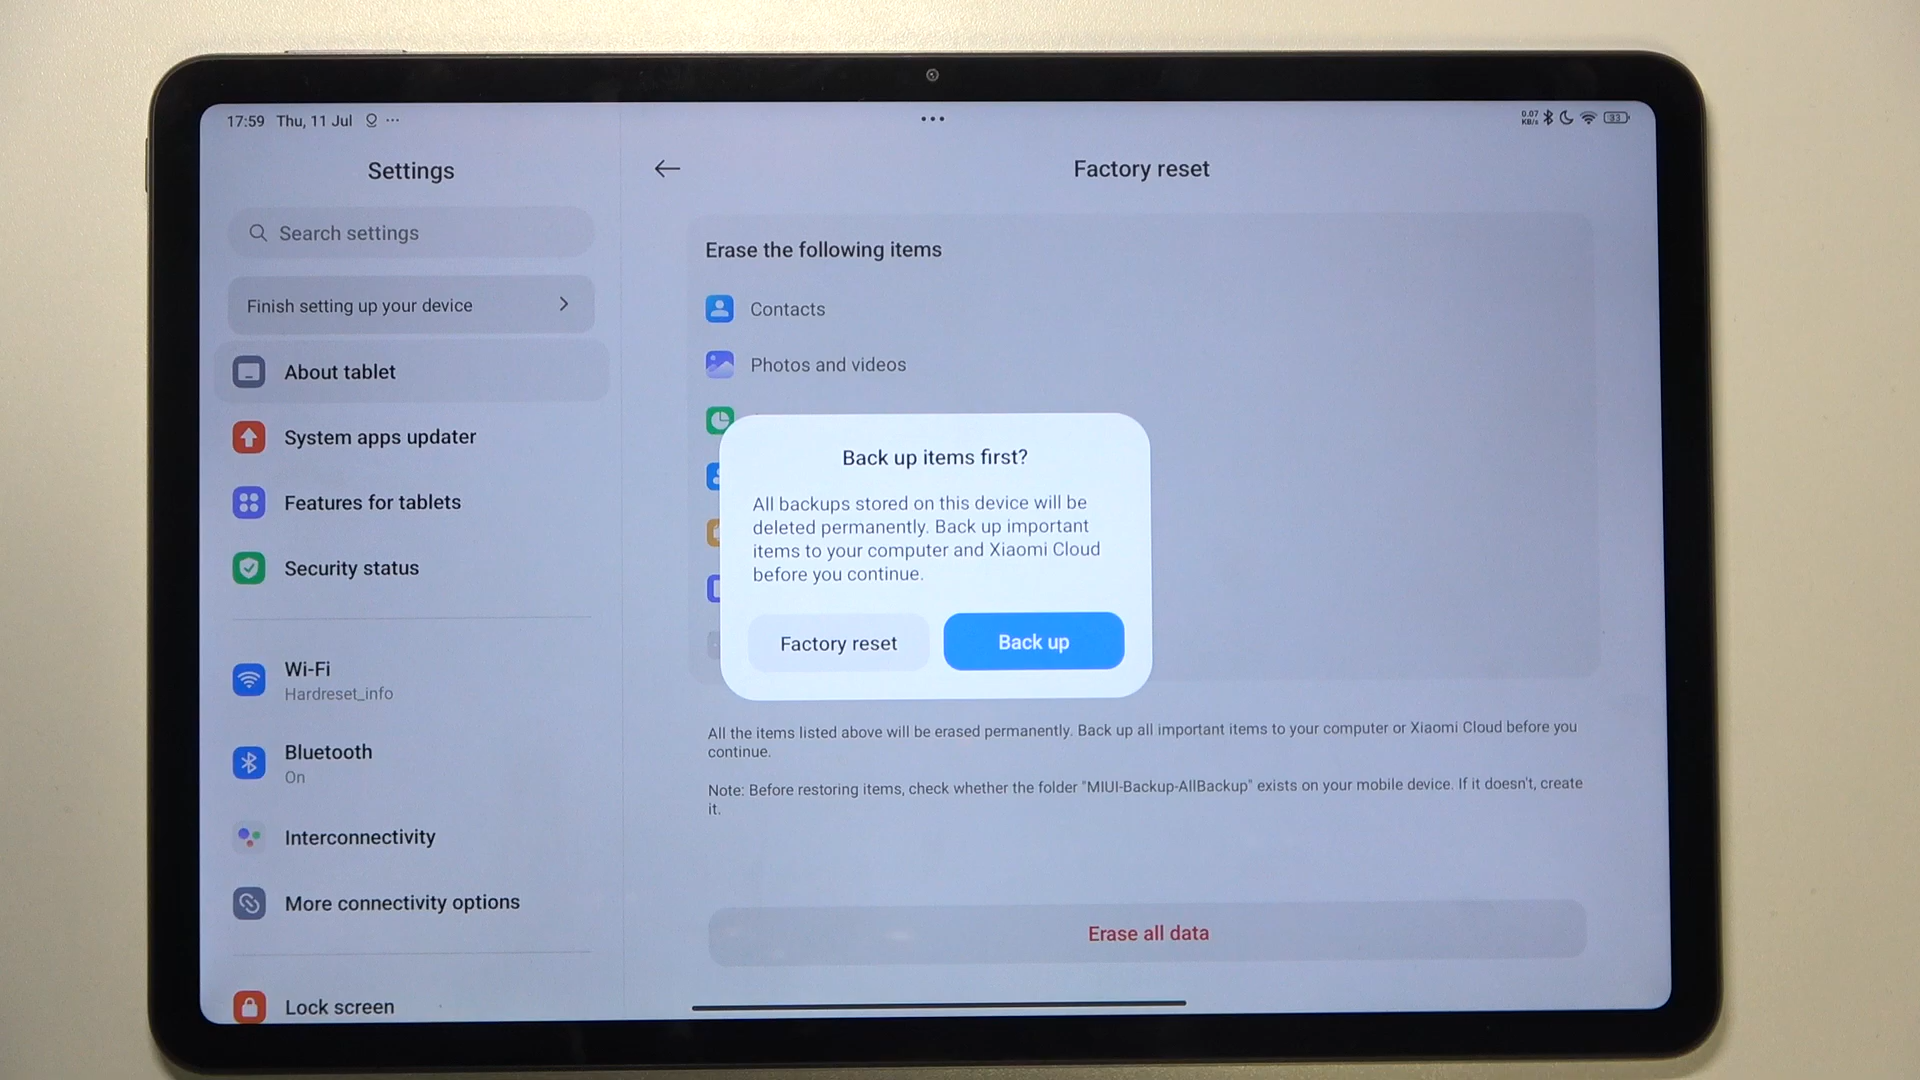 17:59 Thu, 11 Jul
0.07
KB/s
33
Settings
Factory reset
Search settings
Finish setting up your device
About tablet
System apps updater
Features for tablets
Security status
Wi-Fi
Hardreset_info
Bluetooth
On
Interconnectivity
More connectivity options
Lock screen
Erase the following items
Contacts
Photos and videos
Back up items first?
All backups stored on this device will be
deleted permanently. Back up important
items to your computer and Xiaomi Cloud
before you continue.
Factory reset
Back up
All the items listed above will be erased permanently. Back up all important items to your computer or Xiaomi Cloud before you
continue.
Note: Before restoring items, check whether the folder "MIUI-Backup-AllBackup" exists on your mobile device. If it doesn't, create
it.
Erase all data